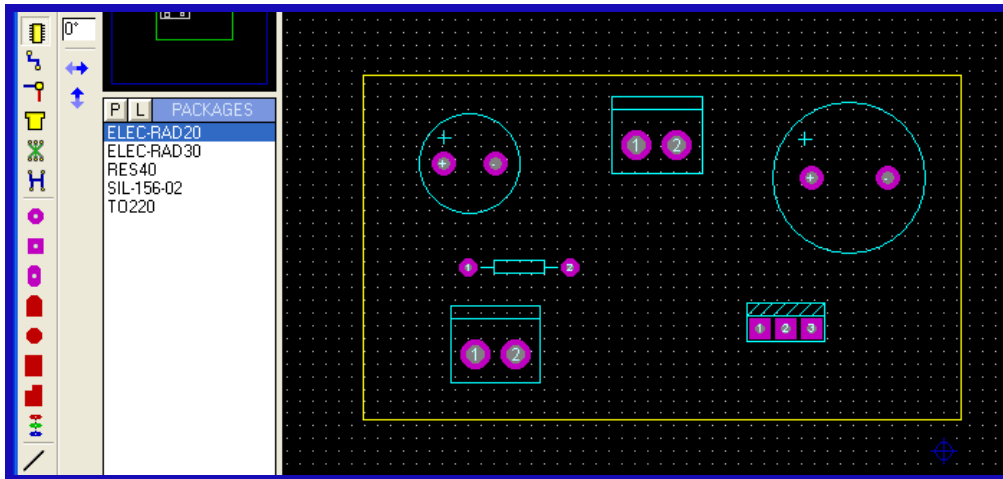 0°
P L PACKAGES
ELEC-RAD20
ELEC-RAD30
RES40
SIL-156-02
TO220
1 2
+
+ -
+
+ -
1 2
1 2
1 2 3